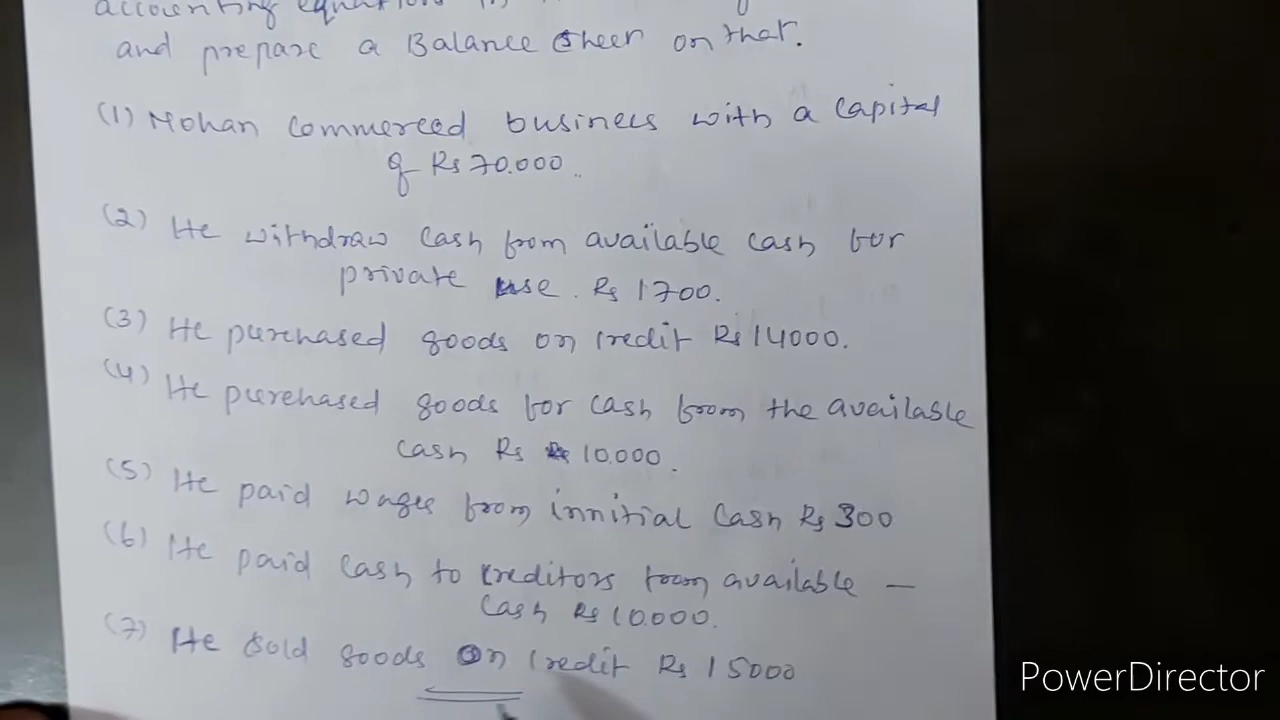 accounting equation
and prepare a Balance Sheer on that.
(1) Mohan commerced business with a capital
of Rs 70.000..
(2) He withdraw cash from available cash for
private use. Rs 1700.
(3) He purchased goods on credit Rs 14000.
(4) He purchased goods for cash from the available
cash Rs 10.000.
(5) He paid wages from innitial cash Rs 300
(6) He paid cash to creditors from available —
cash Rs 10.000.
(7) He sold goods on credit Rs 15000
PowerDirector